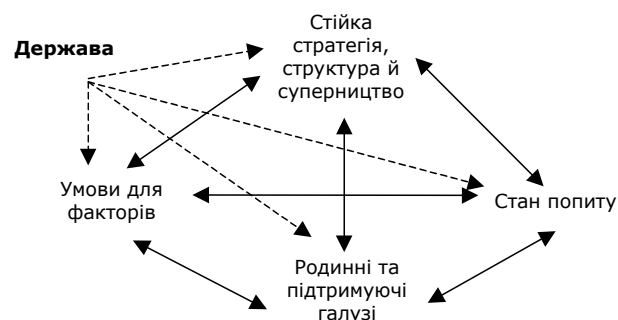 Стійка
стратегія,
структура й
суперництво
Держава
Умови для
факторів
Стан попиту
Родинні та
підтримуючі
галузі